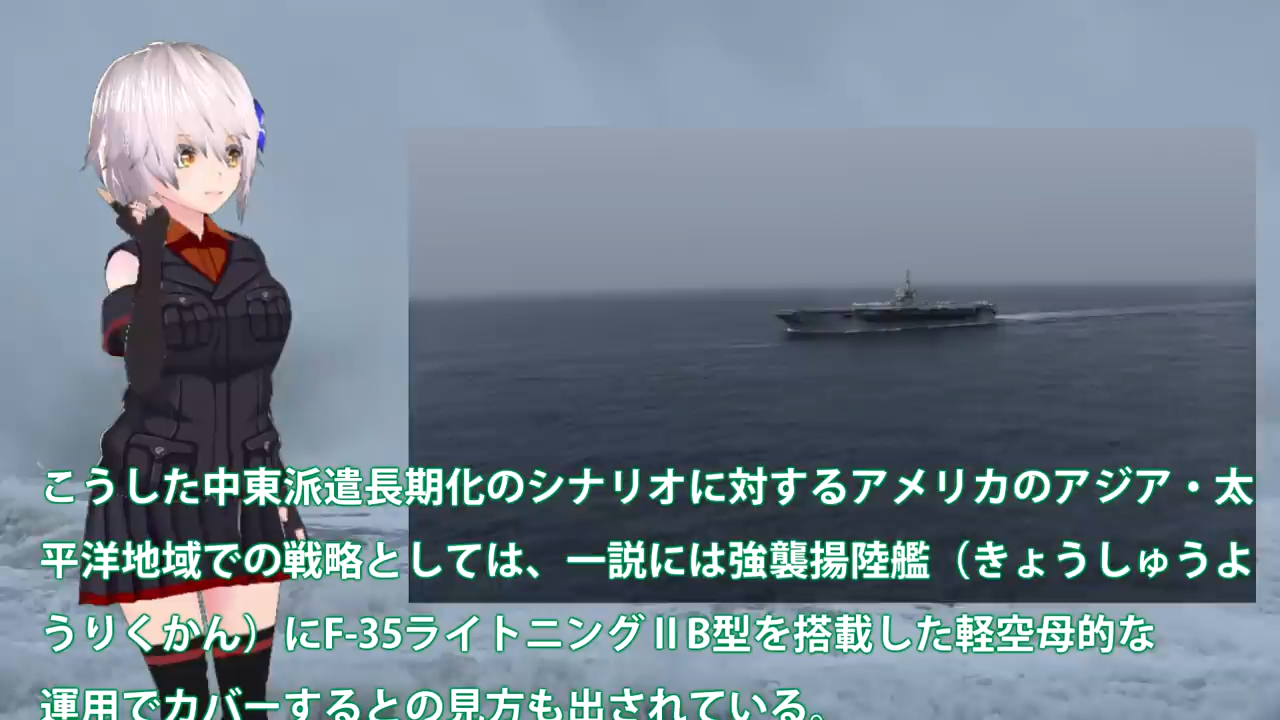 こうした中東派遣長期化のシナリオに対するアメリカのアジア・太
平洋地域での戦略としては、一説には強襲揚陸艦（きょうしゅうよ
うりくかん）にF-35ライトニングⅡB型を搭載した軽空母的な
運用でカバーするとの見方も出されている。